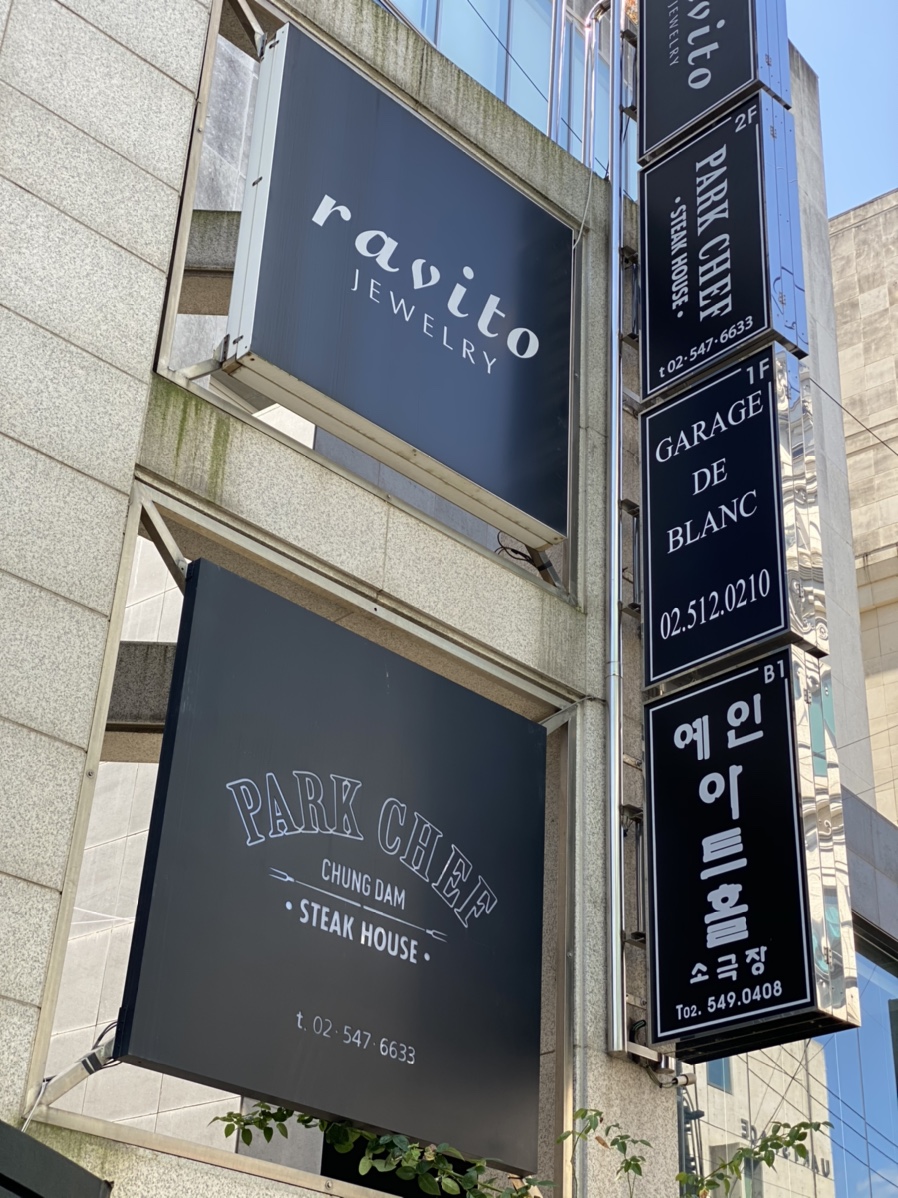 ravito
JEWELRY
PARK CHEF
CHUNG DAM
• STEAK HOUSE •
t. 02 · 547 · 6633
vito
JEWELRY
2F
PARK CHEF
• STEAK HOUSE •
t 02·547·6633
1F
GARAGE
DE
BLANC
02.512.0210
B1
예인
아
트
홀
소극장
T02. 549.0408